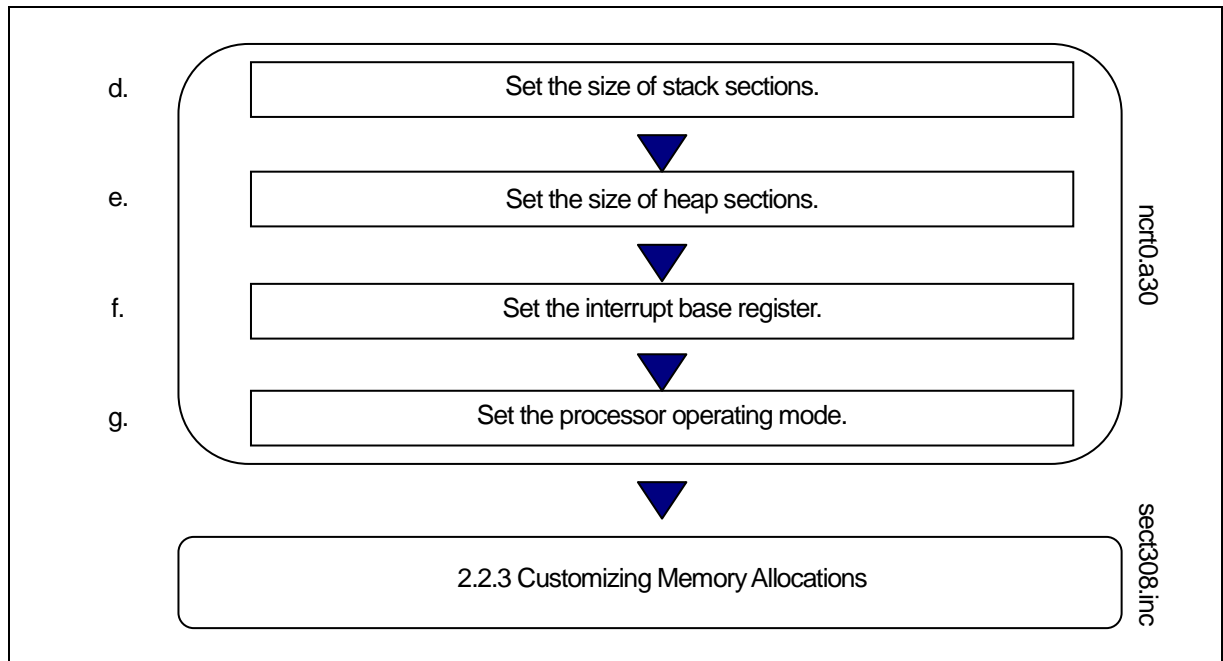 d.
Set the size of stack sections.
e.
Set the size of heap sections.
f.
Set the interrupt base register.
g.
Set the processor operating mode.
ncrt0.a30
2.2.3 Customizing Memory Allocations
sect308.inc